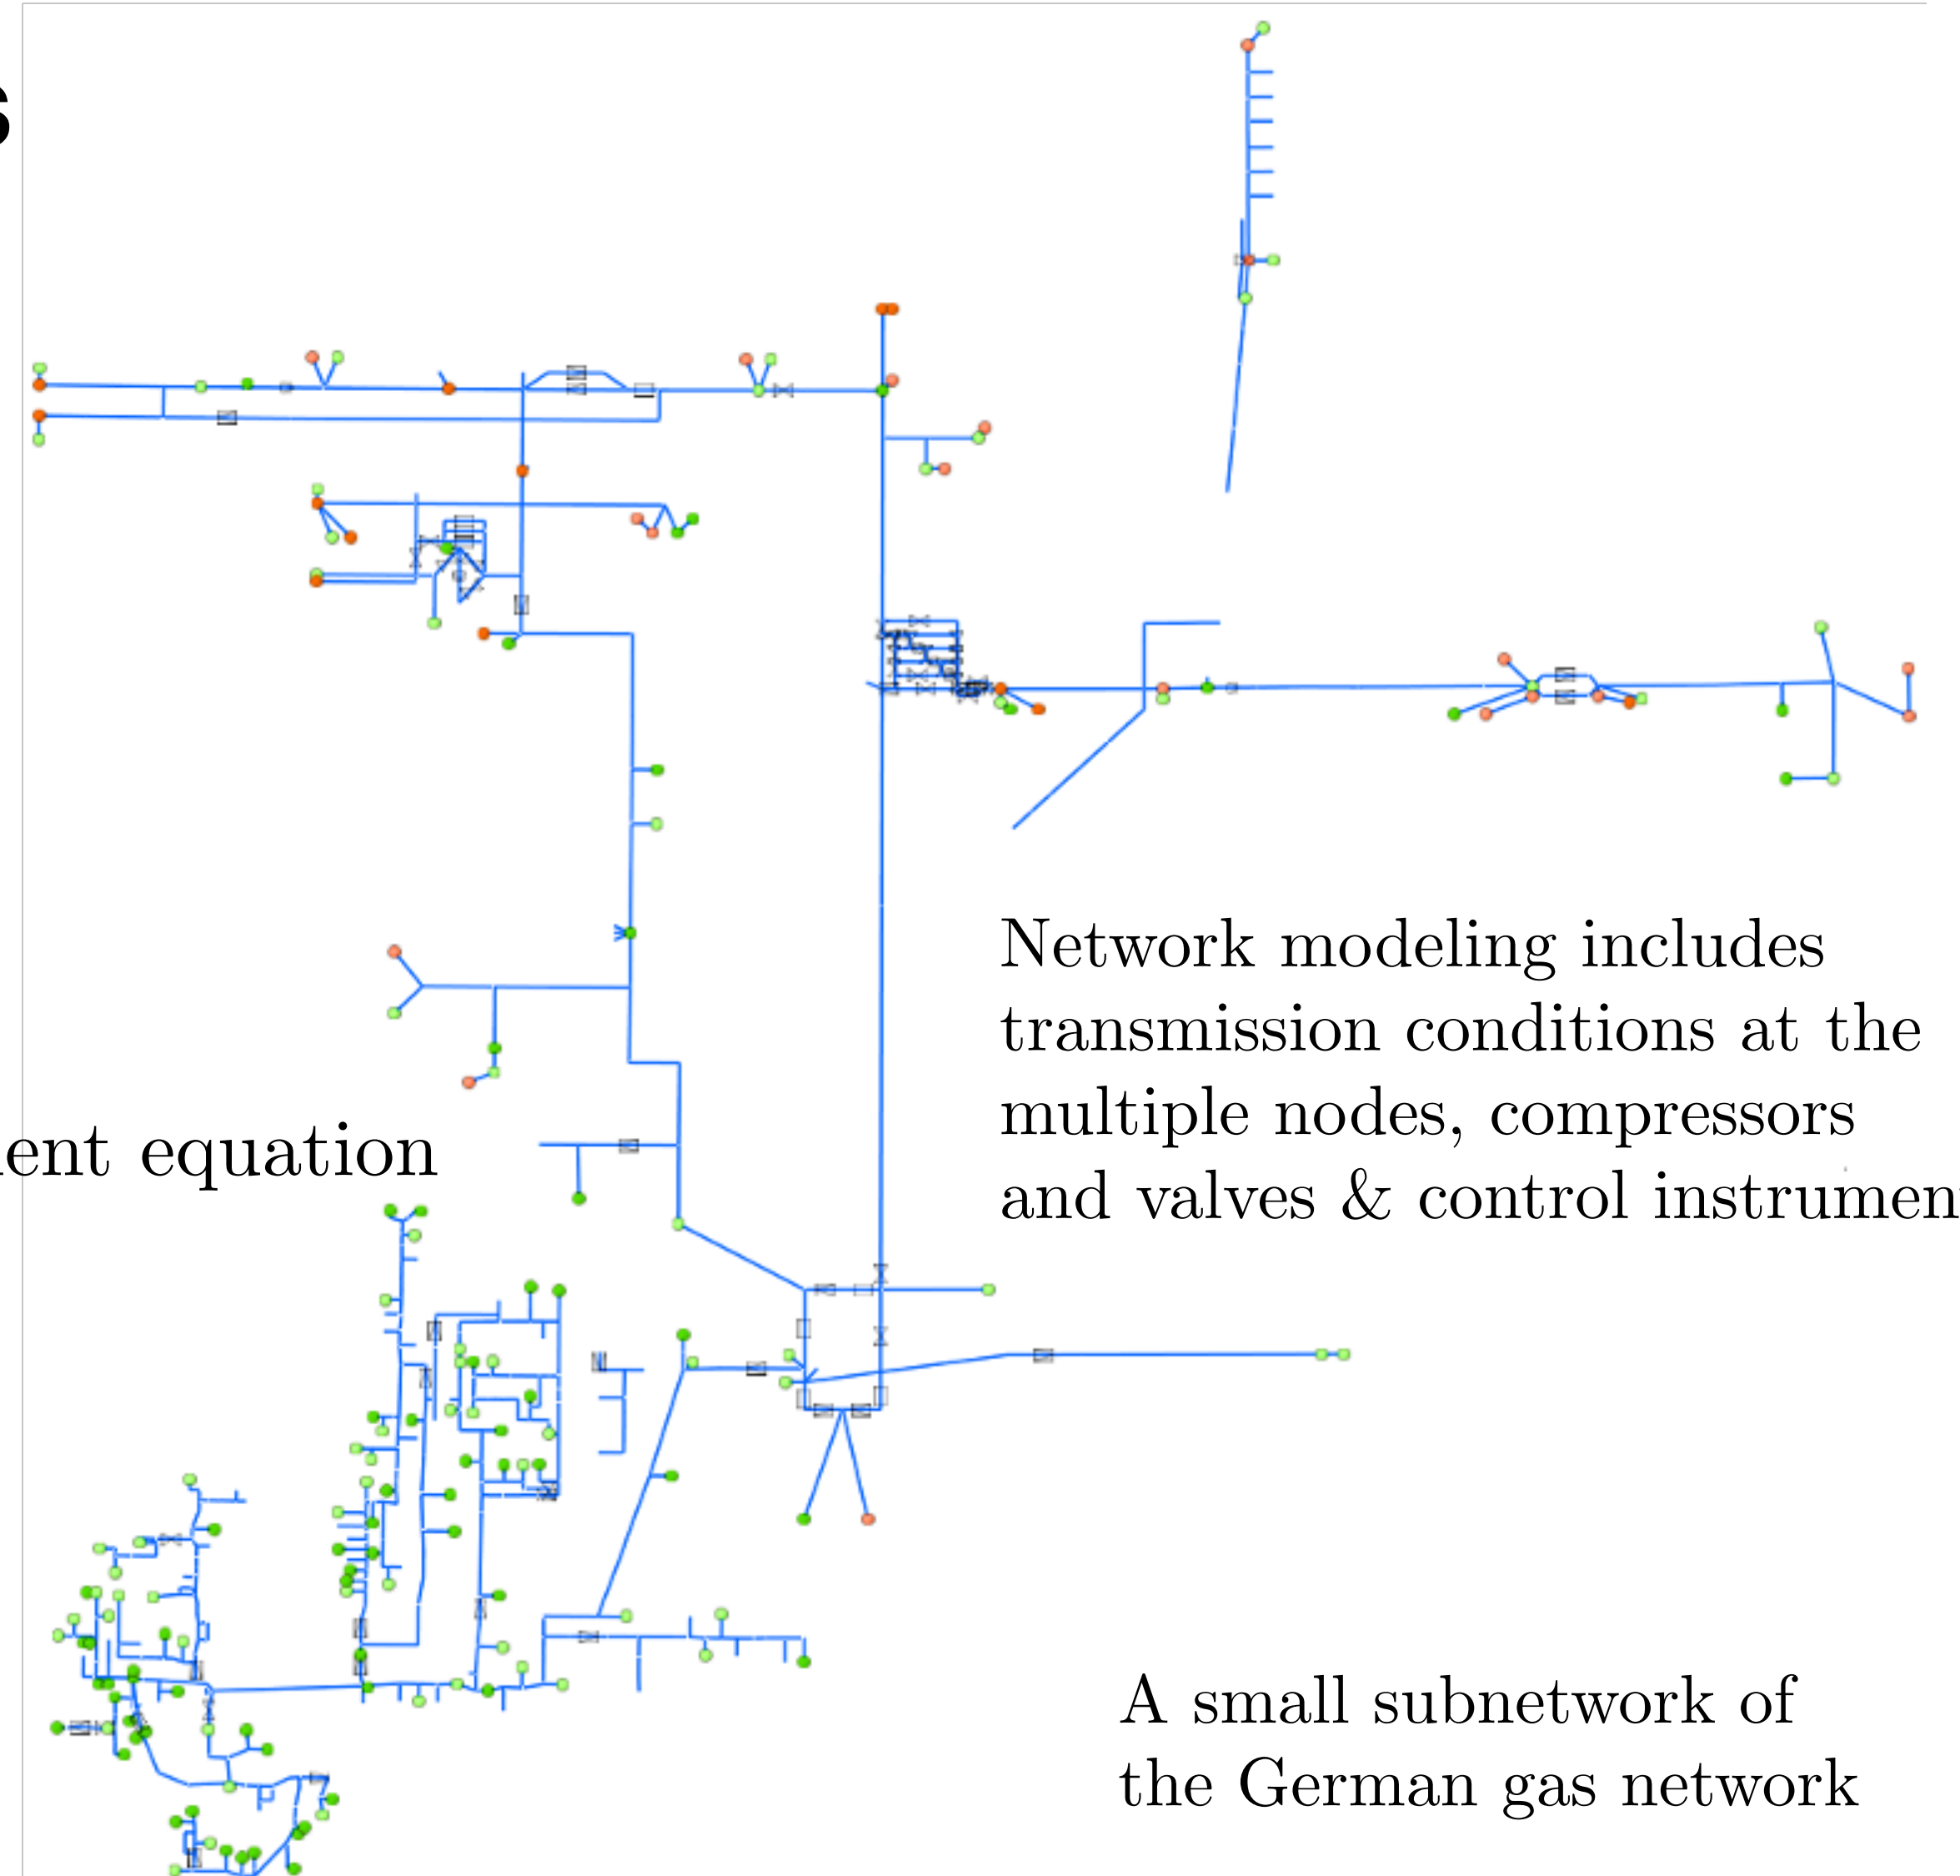 s
ent equation
Network modeling includes
transmission conditions at the
multiple nodes, compressors
and valves & control instrumen
A small subnetwork of
the German gas network